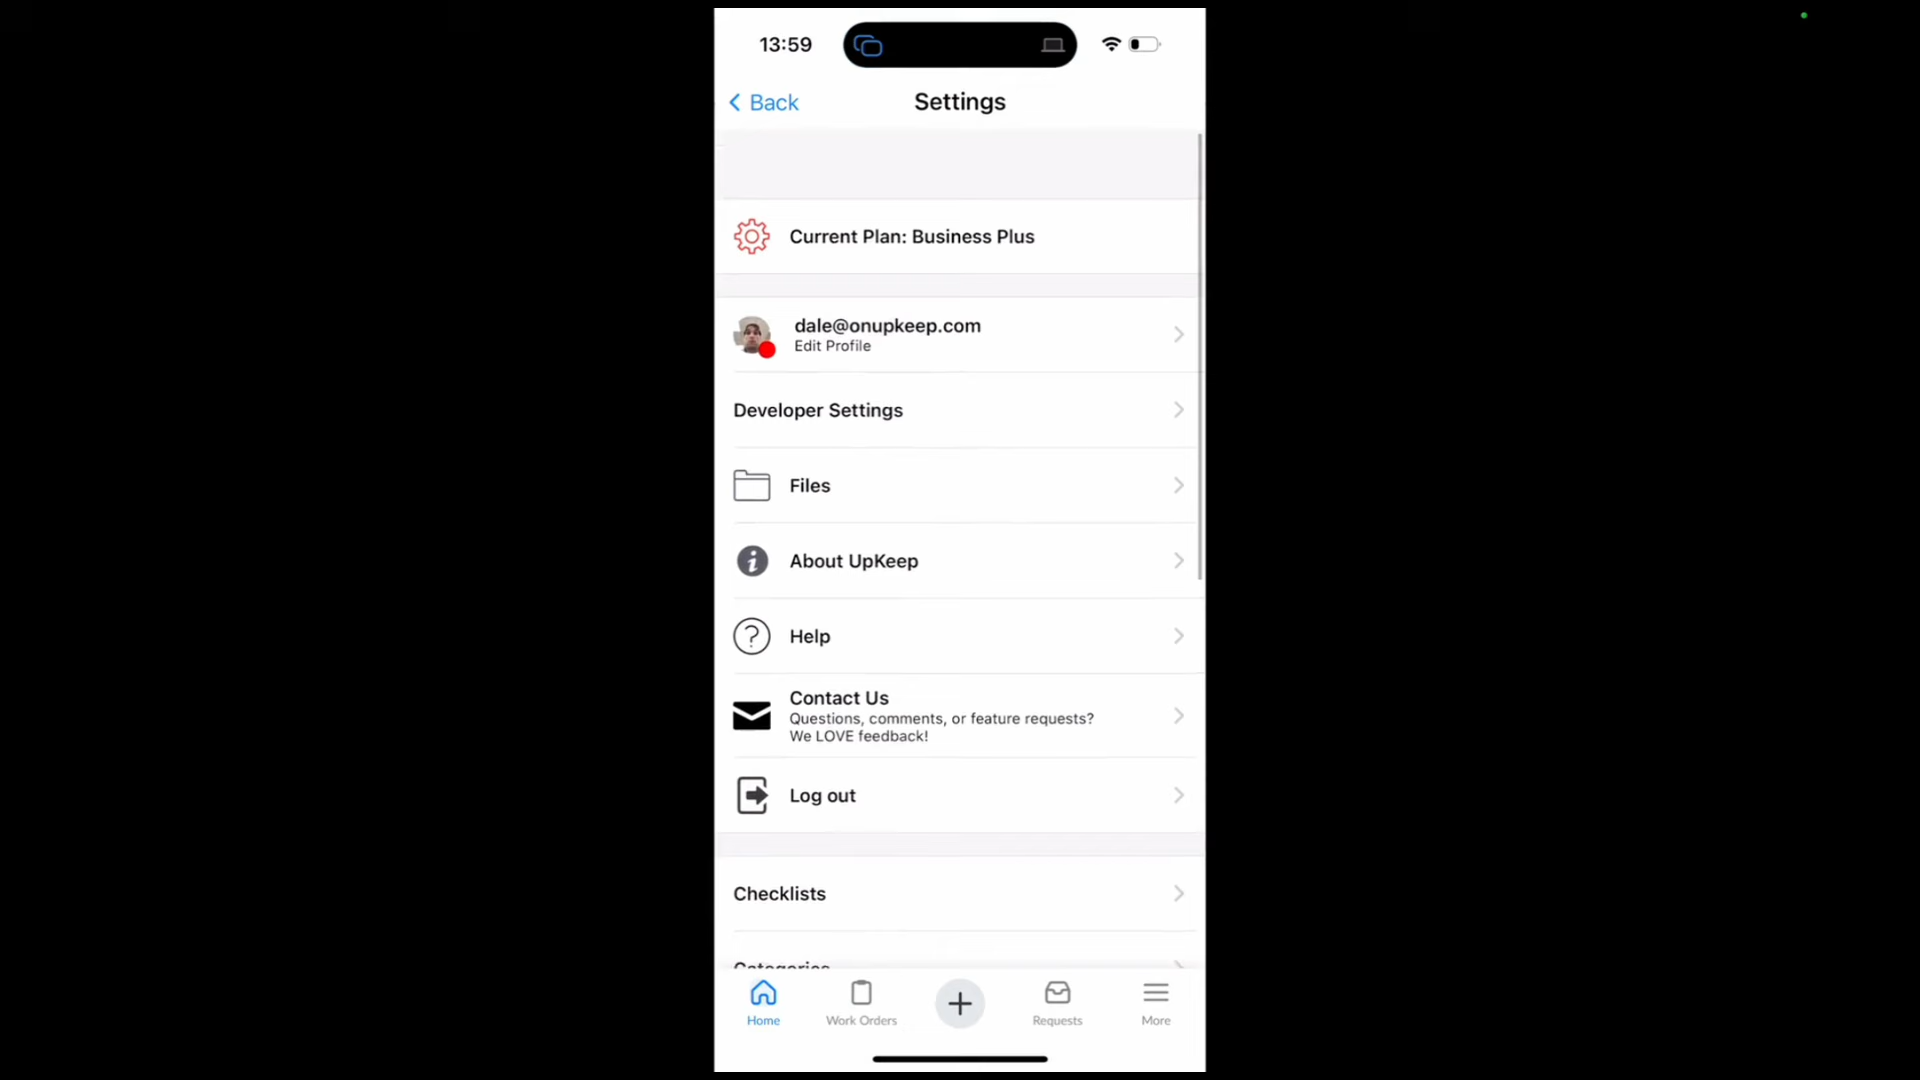 13:59
Back
Settings
Current Plan: Business Plus
dale@onupkeep.com
Edit Profile
Developer Settings
Files
About UpKeep
Help
Contact Us
Questions, comments, or feature requests?
We LOVE feedback!
Log out
Checklists
Categories
Home
Work Orders
Requests
More